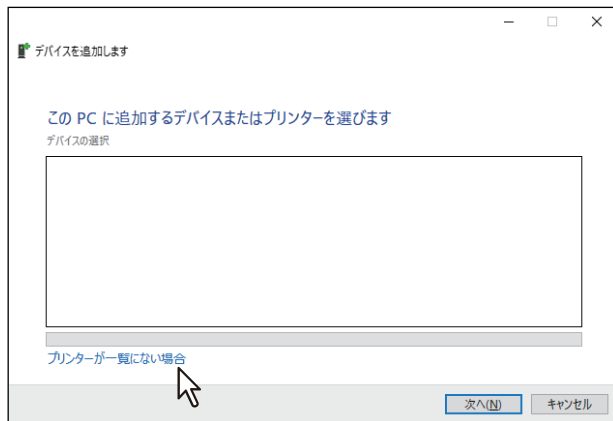 デバイスを追加します
この PC に追加するデバイスまたはプリンターを選びます
デバイスの選択
プリンターが一覧にない場合
次へ(N)
キャンセル